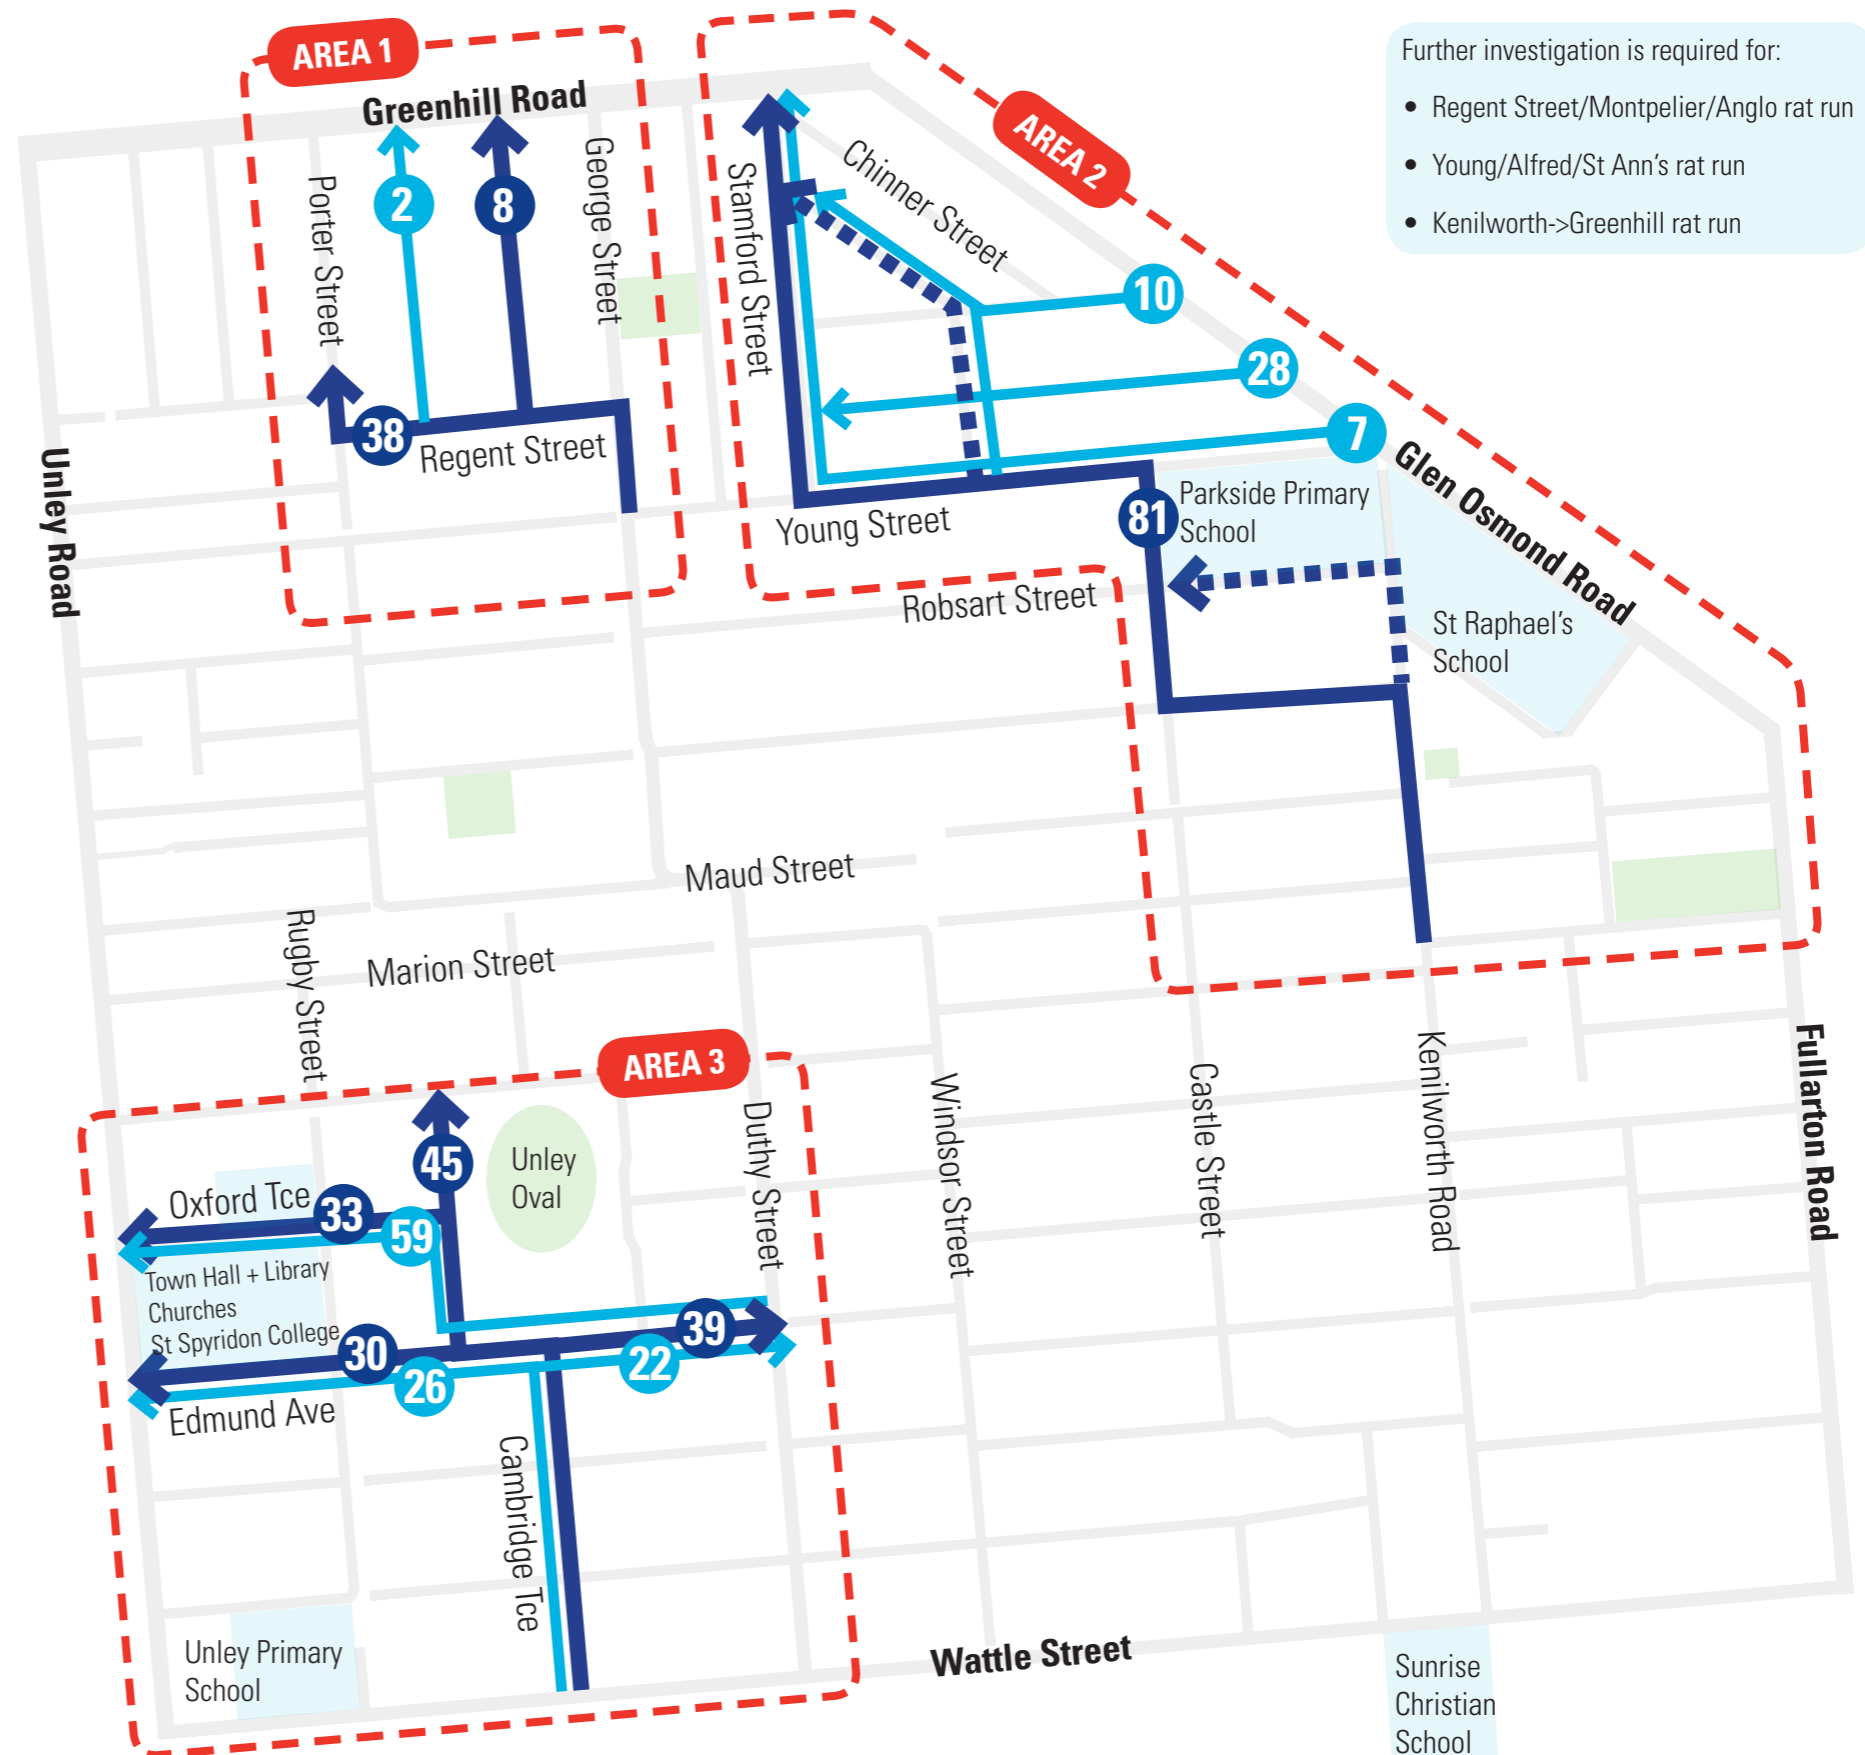 AREA 1
Greenhill Road
Further investigation is required for:
• Regent Street/Montpelier/Anglo rat run
• Young/Alfred/St Ann's rat run
• Kenilworth->Greenhill rat run
AREA 2
Porter Street
2
8
George Street
Stamford Street
Chinner Street
10
28
7
38
Regent Street
Glen Osmond Road
Unley Road
Young Street
81
Parkside Primary
School
Robsart Street
St Raphael's
School
Maud Street
Rugby Street
Marion Street
AREA 3
Duthy Street
Windsor Street
Castle Street
Kenilworth Road
Fullarton Road
45
Unley
Oval
Oxford Tce
33
59
Town Hall + Library
Churches
St Spyridon College
30
39
26
22
Edmund Ave
Cambridge Tce
Unley Primary
School
Wattle Street
Sunrise
Christian
School